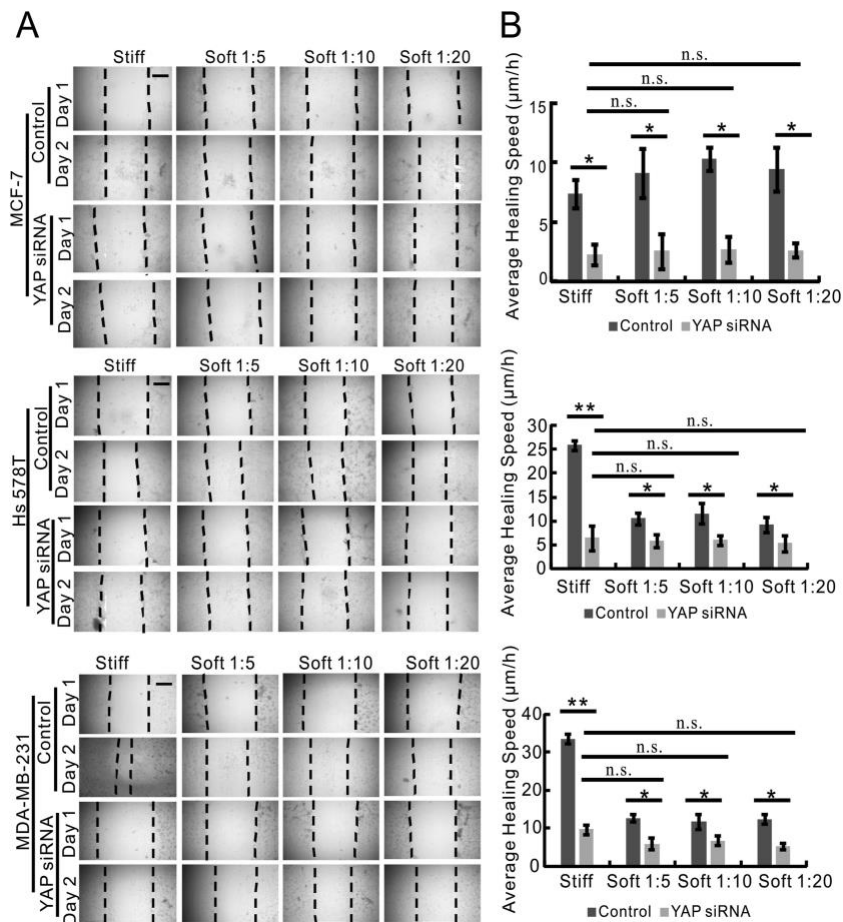 A
Stiff Soft 1:5 Soft 1:10 Soft 1:20
MCF-7
Control
Day 1
Day 2
YAP siRNA
Day 1
Day 2
Stiff Soft 1:5 Soft 1:10 Soft 1:20
Hs 578T
Control
Day 1
Day 2
YAP siRNA
Day 1
Day 2
Stiff Soft 1:5 Soft 1:10 Soft 1:20
MDA-MB-231
Control
Day 1
Day 2
YAP siRNA
Day 1
Day 2
B
Average Healing Speed (µm/h)
n.s.
n.s.
n.s.
* * * *
15
10
5
0
Stiff Soft 1:5 Soft 1:10 Soft 1:20
Control YAP siRNA
Average Healing Speed (µm/h)
n.s.
n.s.
n.s.
** * * *
30
25
20
15
10
5
0
Stiff Soft 1:5 Soft 1:10 Soft 1:20
Control YAP siRNA
Average Healing Speed (µm/h)
n.s.
n.s.
n.s.
** * * *
40
30
20
10
0
Stiff Soft 1:5 Soft 1:10 Soft 1:20
Control YAP siRNA